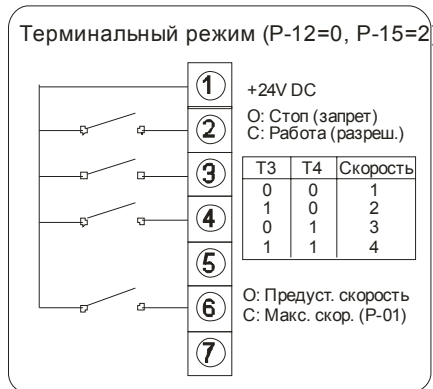 Терминальный режим (P-12=0, P-15=2
1
+24V DC
2
О: Стоп (запрет)
С: Работа (разреш.)
3
T3 T4 Скорость
0 0 1
1 0 2
0 1 3
1 1 4
4
5
6
О: Предуст. скорость
С: Макс. скор. (P-01)
7